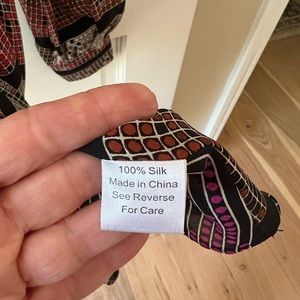 100% Silk
Made in China
See Reverse
For Care